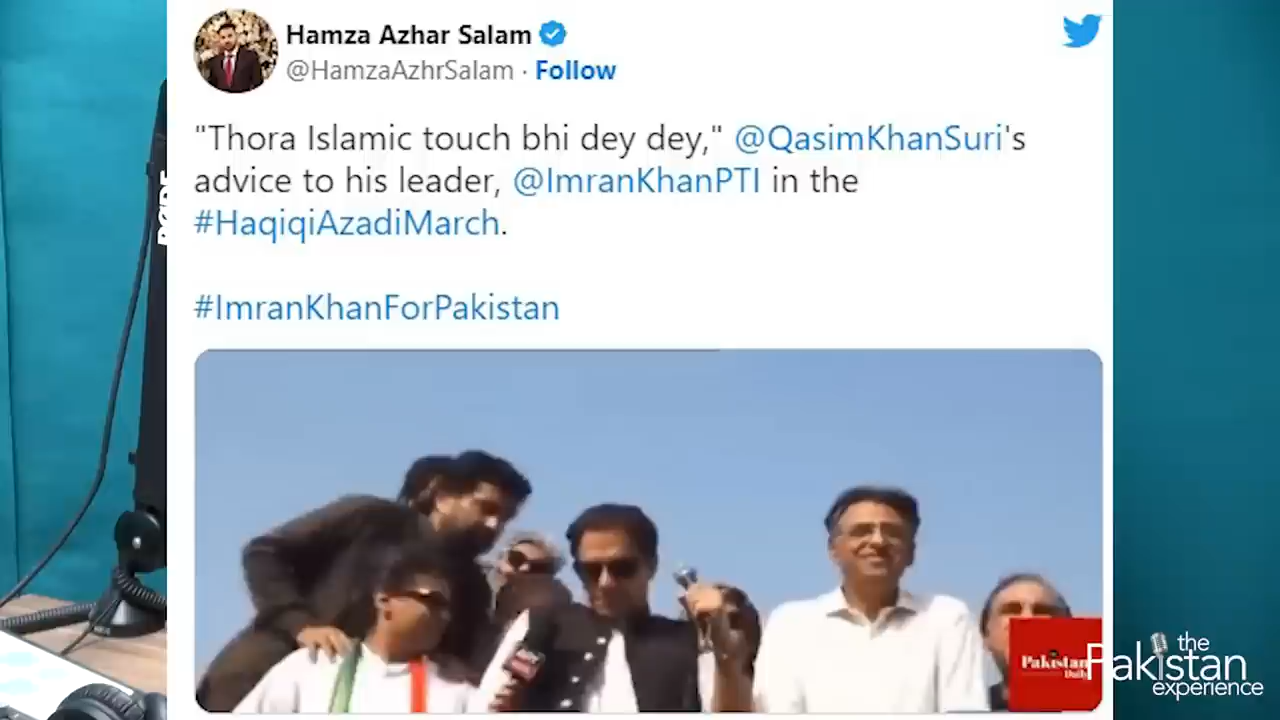 Hamza Azhar Salam
@HamzaAzhrSalam · Follow
"Thora Islamic touch bhi dey dey," @QasimKhanSuri's
advice to his leader, @ImranKhanPTI in the
#HaqiqiAzadiMarch.
#ImranKhanForPakistan
Pakistan
Daily
the
Pakistan
experience